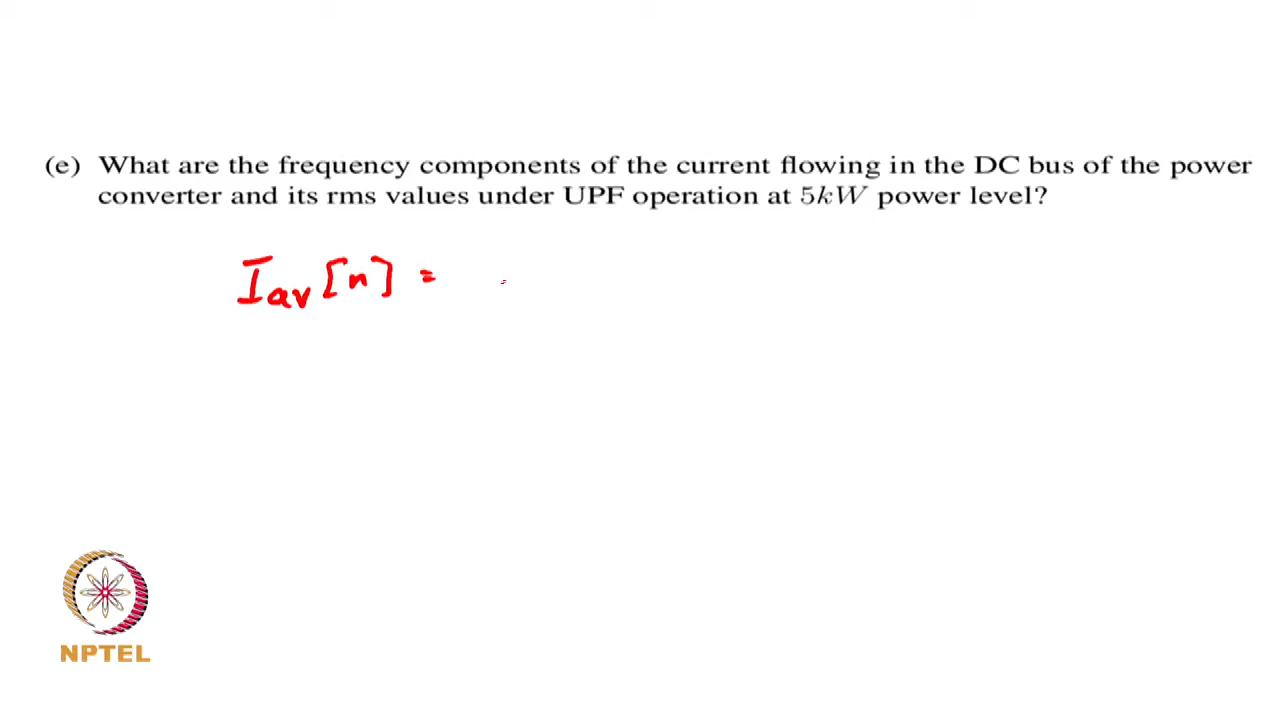 (e) What are the frequency components of the current flowing in the DC bus of the power
converter and its rms values under UPF operation at 5kW power level?
I_av[n] =
NPTEL